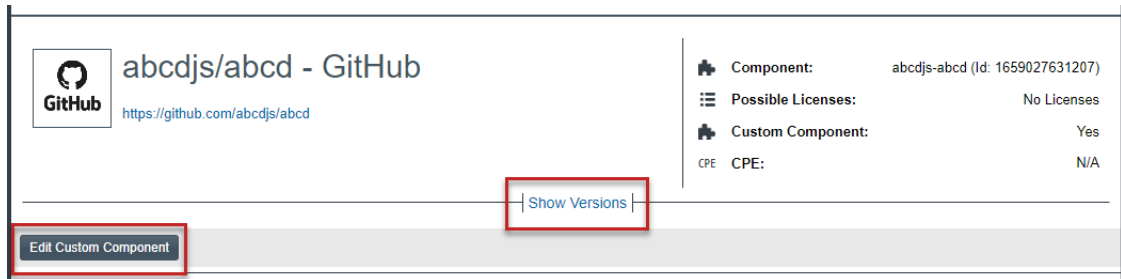 GitHub
abcdjs/abcd - GitHub
https://github.com/abcdjs/abcd
Component: abcdjs-abcd (Id: 1659027631207)
Possible Licenses: No Licenses
Custom Component: Yes
CPE CPE: N/A
Show Versions
Edit Custom Component